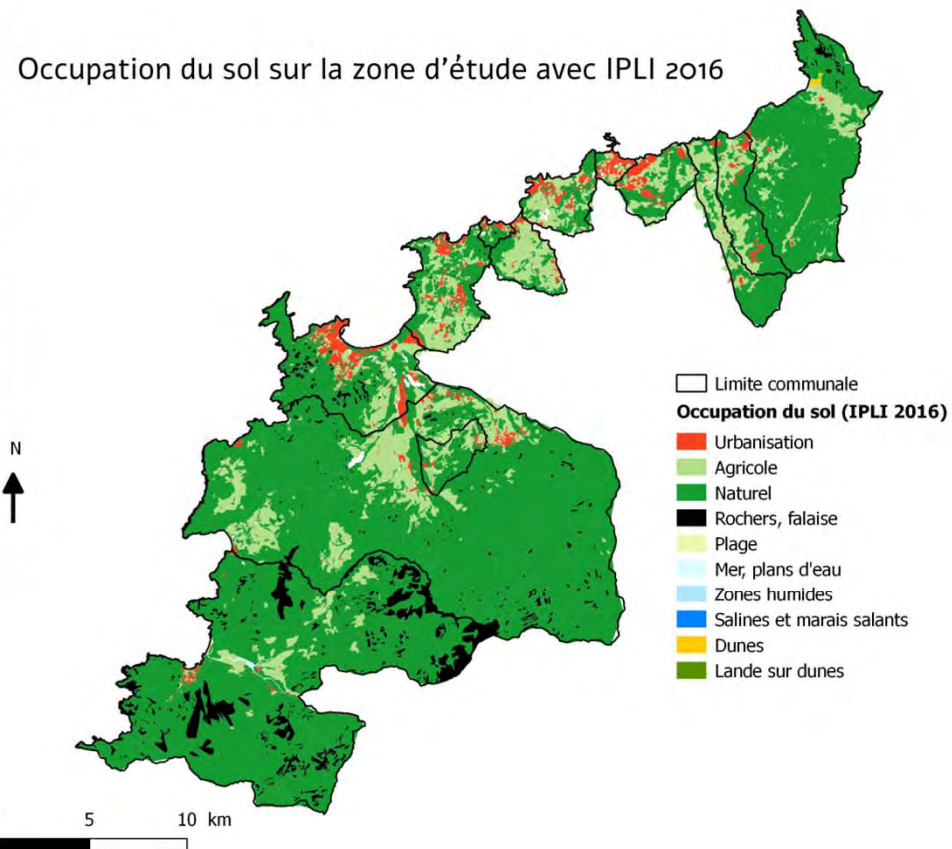 Occupation du sol sur la zone d'étude avec IPLI 2016
Limite communale
Occupation du sol (IPLI 2016)
Urbanisation
Agricole
Naturel
Rochers, falaise
Plage
Mer, plans d'eau
Zones humides
Salines et marais salants
Dunes
Lande sur dunes
N
5 10 km